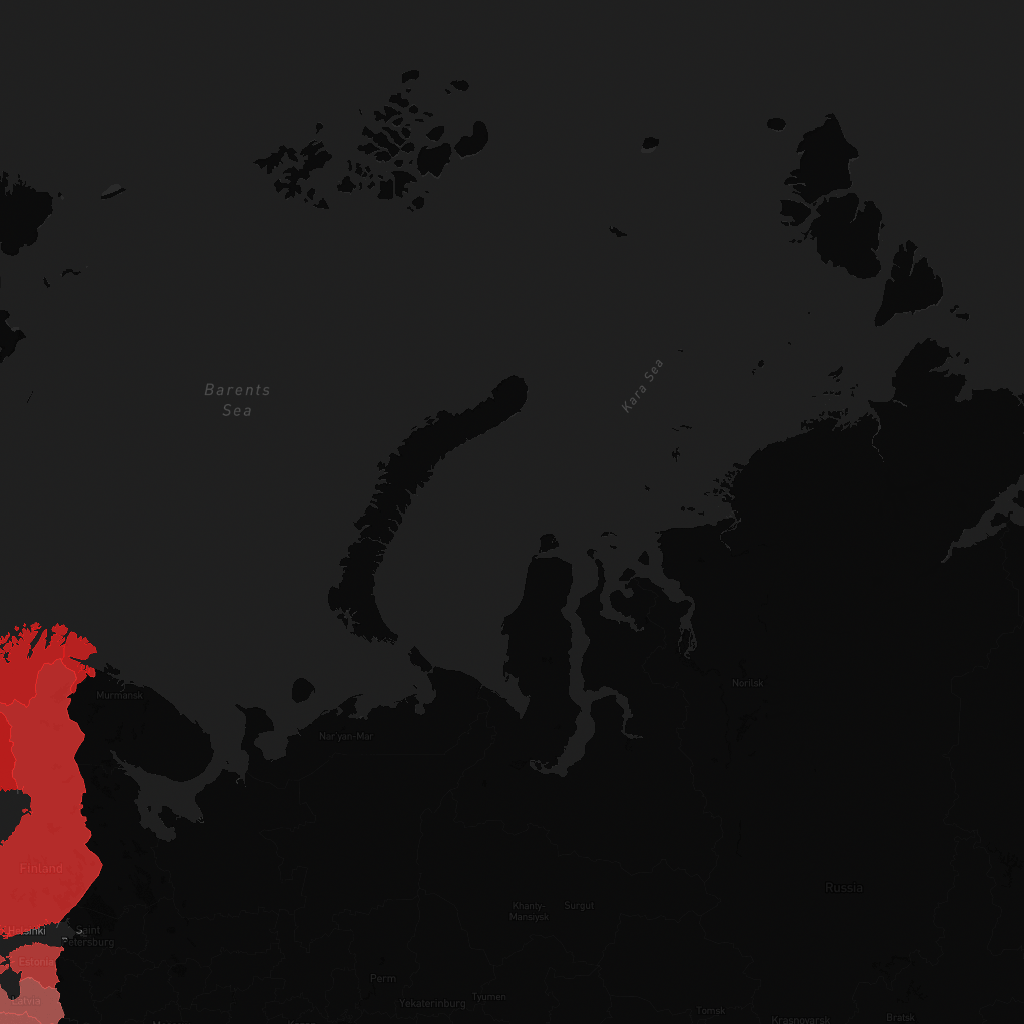 Barents
Sea
Kara Sea
Murmansk
Norilsk
Nar'yan-Mar
Finland
Russia
Khanty-
Mansiysk
Surgut
Helsinki
Saint
Petersburg
Estonia
Perm
Tyumen
Latvia
Yekaterinburg
Tomsk
Krasnoyarsk
Bratsk